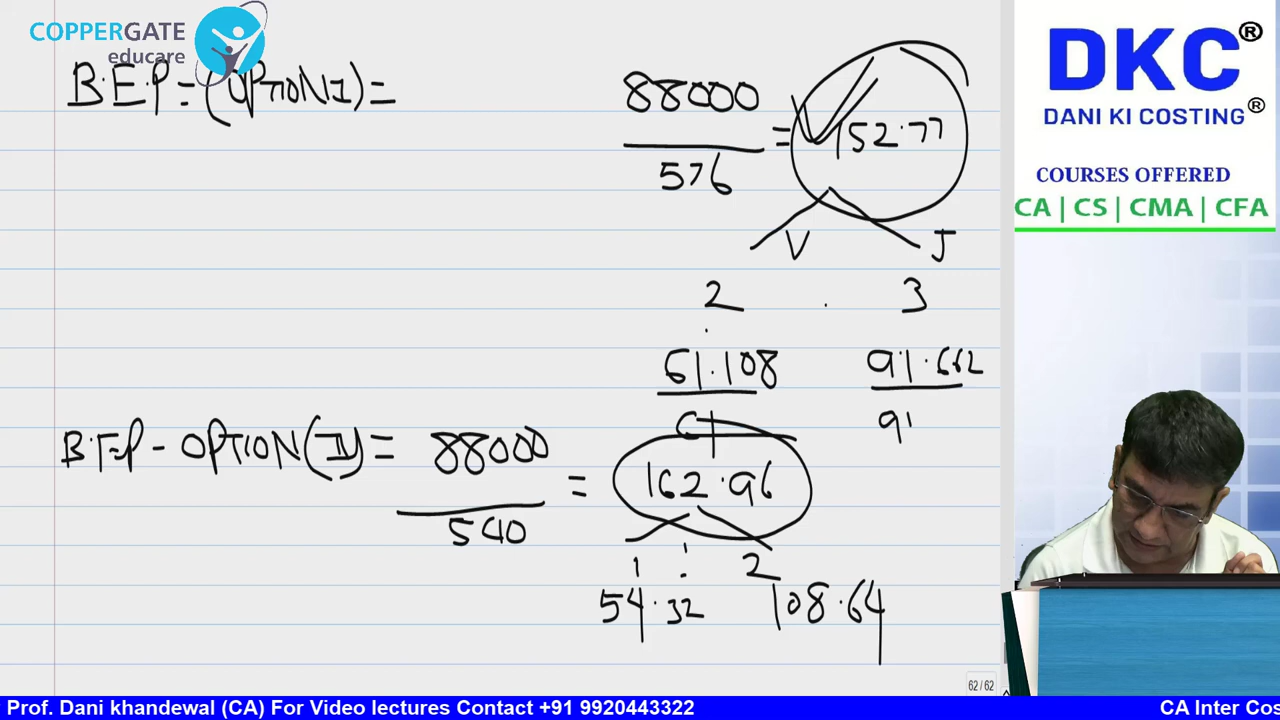 COPPERGATE
educare
B.E.P = (OPTION I) = 88000 / 576 = 152.77
V J
2 : 3
61.108 91.662
61 91
B.E.P - OPTION (II) = 88000 / 540 = 162.96
1 : 2
54.32 108.64
62 / 62
DKC®
DANI KI COSTING®
COURSES OFFERED
CA | CS | CMA | CFA
Prof. Dani khandewal (CA) For Video lectures Contact +91 9920443322
CA Inter Cos